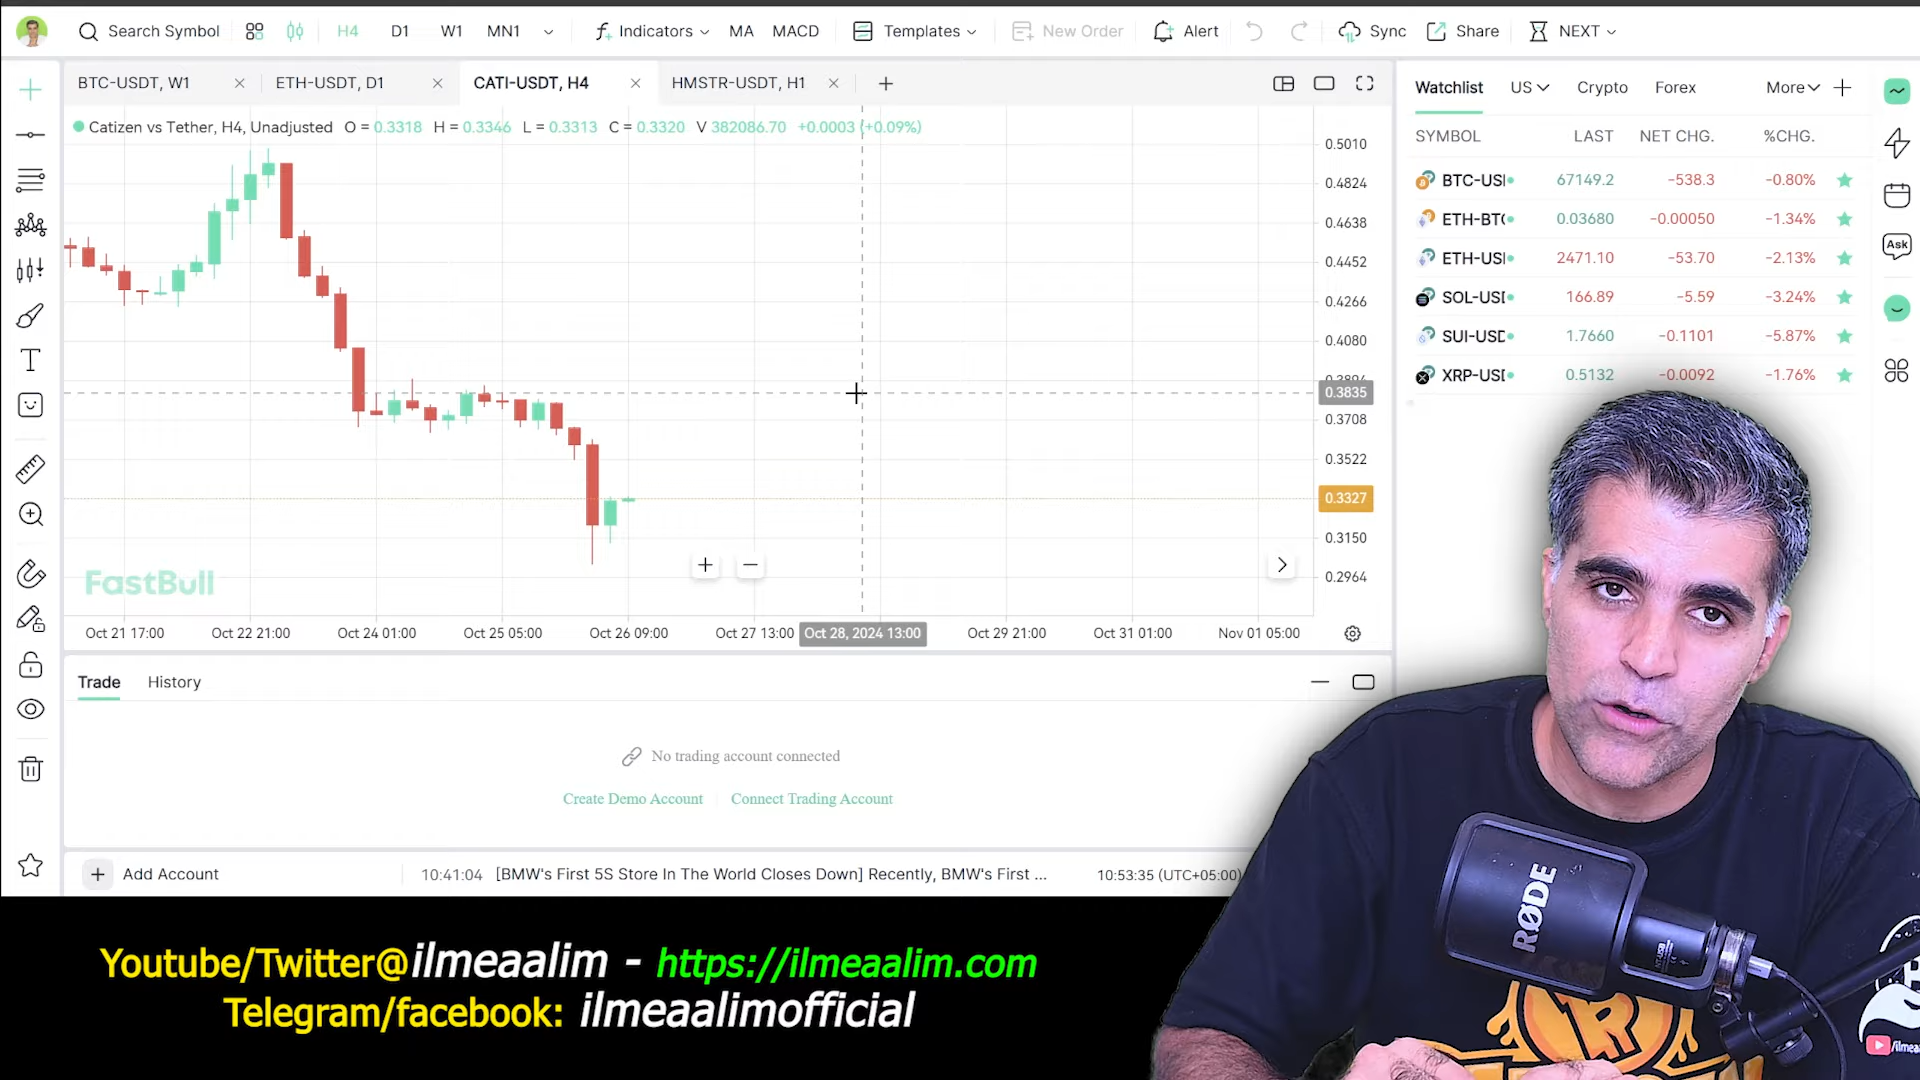 Search Symbol H4 D1 W1 MN1 Indicators MA MACD Templates New Order Alert Sync Share NEXT
BTC-USDT, W1 ETH-USDT, D1 CATI-USDT, H4 HMSTR-USDT, H1
Catizen vs Tether, H4, Unadjusted O = 0.3318 H = 0.3346 L = 0.3313 C = 0.3320 V 382086.70 +0.0003 (+0.09%)
0.5010
0.4824
0.4638
0.4452
0.4266
0.4080
0.3835
0.3708
0.3522
0.3327
0.3150
0.2964
FastBull
Oct 21 17:00 Oct 22 21:00 Oct 24 01:00 Oct 25 05:00 Oct 26 09:00 Oct 27 13:00 Oct 28, 2024 13:00 Oct 29 21:00 Oct 31 01:00 Nov 01 05:00
Watchlist US Crypto Forex More
SYMBOL LAST NET CHG. %CHG.
BTC-US 67149.2 -538.3 -0.80%
ETH-BT 0.03680 -0.00050 -1.34%
ETH-US 2471.10 -53.70 -2.13%
SOL-US 166.89 -5.59 -3.24%
SUI-USD 1.7660 -0.1101 -5.87%
XRP-US 0.5132 -0.0092 -1.76%
Ask
Trade History
No trading account connected
Create Demo Account Connect Trading Account
Add Account 10:41:04 [BMW's First 5S Store In The World Closes Down] Recently, BMW's First ... 10:53:35 (UTC+05:00)
RØDE
Youtube/Twitter@ilmeaalim - https://ilmeaalim.com
Telegram/facebook: ilmeaalimofficial